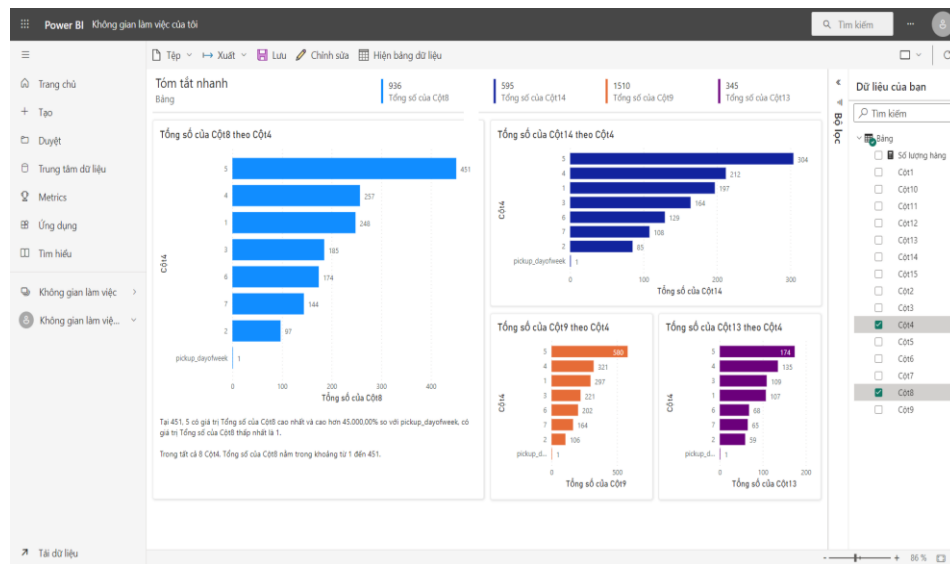 Power BI Không gian làm việc của tôi
Tìm kiếm
Tệp Xuất Lưu Chỉnh sửa Hiện bảng dữ liệu
Trang chủ
Tạo
Duyệt
Trung tâm dữ liệu
Metrics
Ứng dụng
Tìm hiểu
Không gian làm việc
Không gian làm việ...
Tải dữ liệu
Tóm tắt nhanh
Bảng
936
Tổng số của Cột8
595
Tổng số của Cột14
1510
Tổng số của Cột9
345
Tổng số của Cột13
Tổng số của Cột8 theo Cột4
Cột4
5 451
4 257
1 246
3 185
6 174
7 144
2 97
pickup_dayofweek 1
0 100 200 300 400
Tổng số của Cột8
Tại 451, 5 có giá trị Tổng số của Cột8 cao nhất và cao hơn 45.000,00% so với pickup_dayofweek, có
giá trị Tổng số của Cột8 thấp nhất là 1.
Trong tất cả 8 Cột4, Tổng số của Cột8 nằm trong khoảng từ 1 đến 451.
Tổng số của Cột14 theo Cột4
Cột4
5 304
4 212
1 197
3 164
6 129
7 108
2 85
pickup_dayofweek 1
0 100 200 300
Tổng số của Cột14
Tổng số của Cột9 theo Cột4
Cột4
5 580
4 321
1 297
3 221
6 202
7 164
2 106
pickup_d... 1
0 500
Tổng số của Cột9
Tổng số của Cột13 theo Cột4
Cột4
5 174
4 135
3 109
1 107
6 68
7 65
2 59
pickup_d... 1
0 100 200
Tổng số của Cột13
Bộ lọc
Dữ liệu của bạn
Tìm kiếm
Bảng
Số lượng hàng
Cột1
Cột10
Cột11
Cột12
Cột13
Cột14
Cột15
Cột2
Cột3
Cột4
Cột5
Cột6
Cột7
Cột8
Cột9
- + 86 %